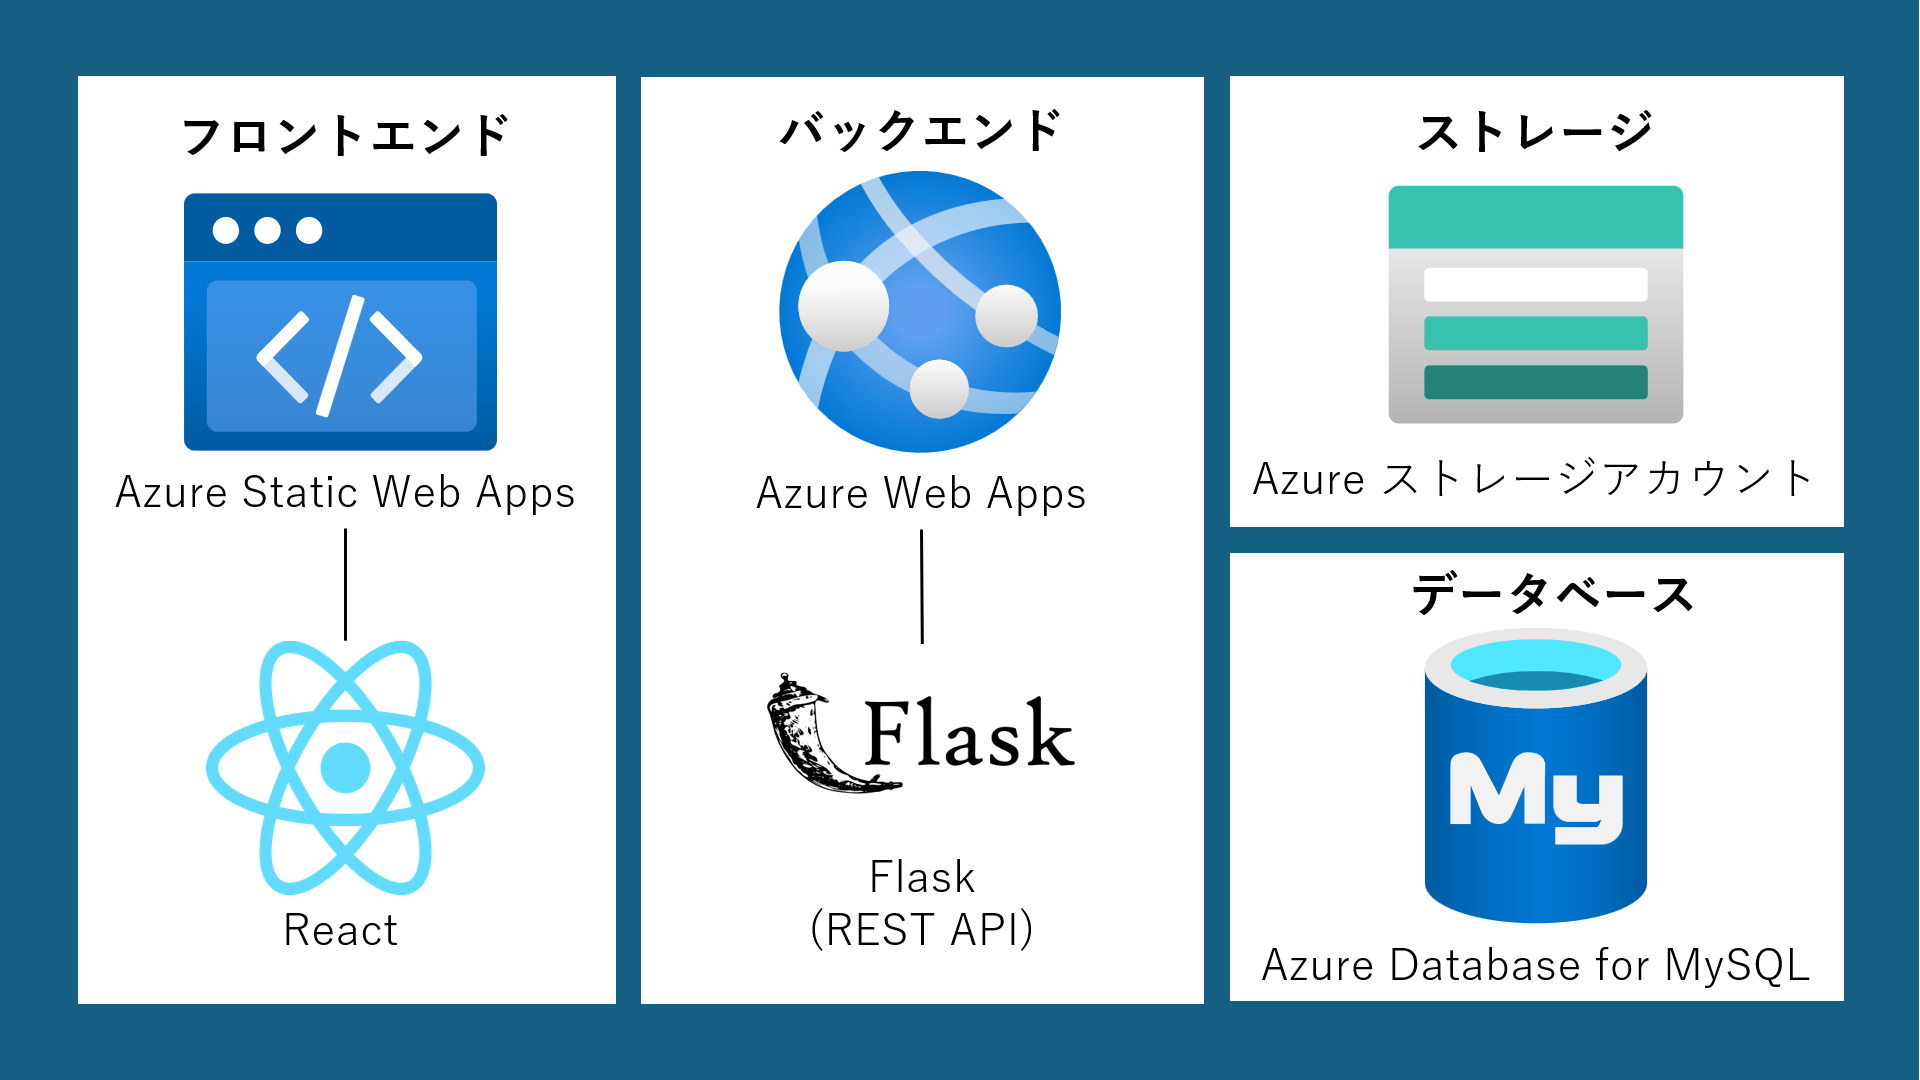 フロントエンド
Azure Static Web Apps
React
バックエンド
Azure Web Apps
Flask
Flask
(REST API)
ストレージ
Azure ストレージアカウント
データベース
My
Azure Database for MySQL